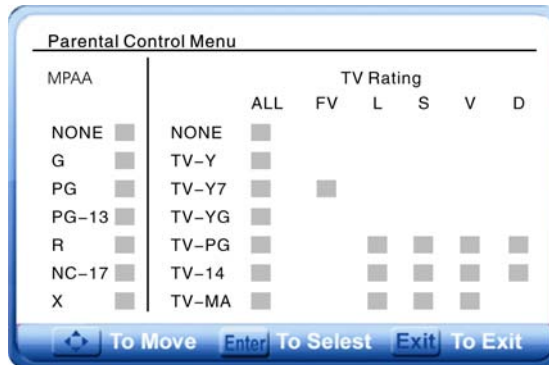 Parental Control Menu
MPAA TV Rating
ALL FV L S V D
NONE NONE
G TV-Y
PG TV-Y7
PG-13 TV-YG
R TV-PG
NC-17 TV-14
X TV-MA
To Move Enter To Selest Exit To Exit